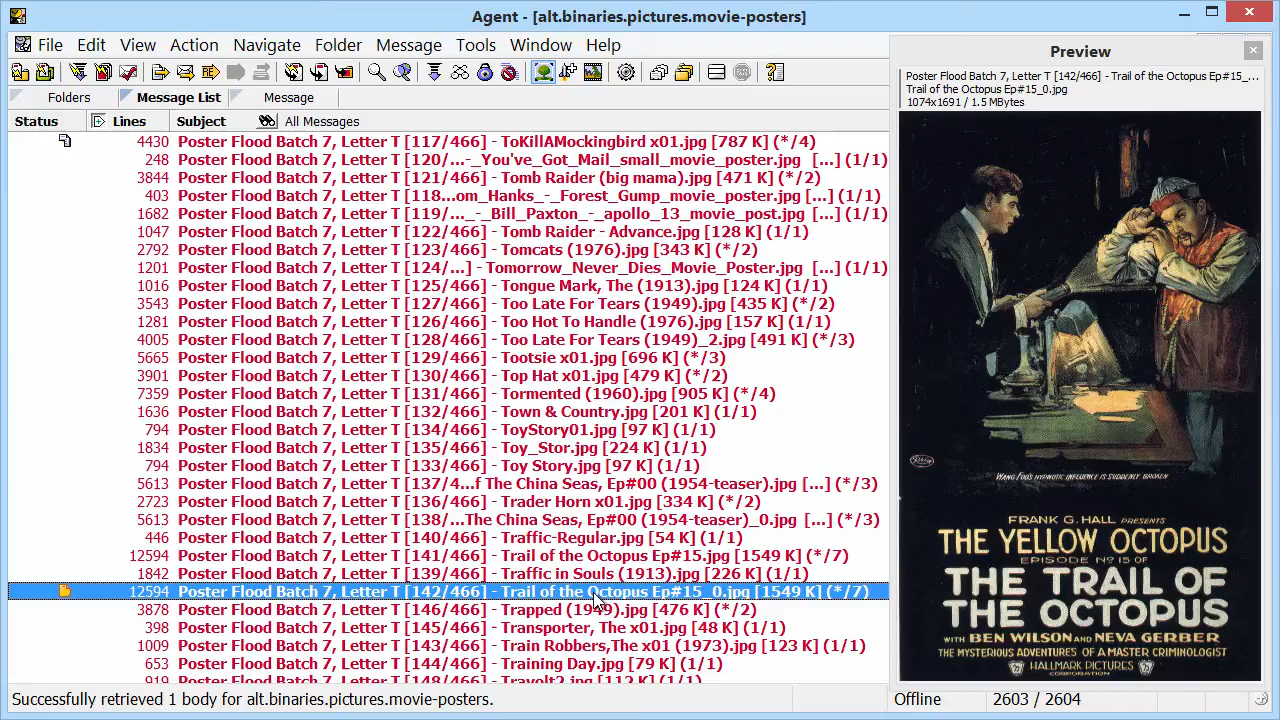 Agent - [alt.binaries.pictures.movie-posters]
File Edit View Action Navigate Folder Message Tools Window Help
Folders Message List Message
Status Lines Subject All Messages
4430 Poster Flood Batch 7, Letter T [117/466] - ToKillAMockingbird x01.jpg [787 K] (*/4)
248 Poster Flood Batch 7, Letter T [120/...-_You've_Got_Mail_small_movie_poster.jpg [...] (1/1)
3844 Poster Flood Batch 7, Letter T [121/466] - Tomb Raider (big mama).jpg [471 K] (*/2)
403 Poster Flood Batch 7, Letter T [118...om_Hanks_-_Forest_Gump_movie_poster.jpg [...] (1/1)
1682 Poster Flood Batch 7, Letter T [119/..._-_Bill_Paxton_-_apollo_13_movie_post.jpg [...] (1/1)
1047 Poster Flood Batch 7, Letter T [122/466] - Tomb Raider - Advance.jpg [128 K] (1/1)
2792 Poster Flood Batch 7, Letter T [123/466] - Tomcats (1976).jpg [343 K] (*/2)
1201 Poster Flood Batch 7, Letter T [124/...] - Tomorrow_Never_Dies_Movie_Poster.jpg [...] (1/1)
1016 Poster Flood Batch 7, Letter T [125/466] - Tongue Mark, The (1913).jpg [124 K] (1/1)
3543 Poster Flood Batch 7, Letter T [127/466] - Too Late For Tears (1949).jpg [435 K] (*/2)
1281 Poster Flood Batch 7, Letter T [126/466] - Too Hot To Handle (1976).jpg [157 K] (1/1)
4005 Poster Flood Batch 7, Letter T [128/466] - Too Late For Tears (1949)_2.jpg [491 K] (*/3)
5665 Poster Flood Batch 7, Letter T [129/466] - Tootsie x01.jpg [696 K] (*/3)
3901 Poster Flood Batch 7, Letter T [130/466] - Top Hat x01.jpg [479 K] (*/2)
7359 Poster Flood Batch 7, Letter T [131/466] - Tormented (1960).jpg [905 K] (*/4)
1636 Poster Flood Batch 7, Letter T [132/466] - Town & Country.jpg [201 K] (1/1)
794 Poster Flood Batch 7, Letter T [134/466] - ToyStory01.jpg [97 K] (1/1)
1834 Poster Flood Batch 7, Letter T [135/466] - Toy_Stor.jpg [224 K] (1/1)
794 Poster Flood Batch 7, Letter T [133/466] - Toy Story.jpg [97 K] (1/1)
5613 Poster Flood Batch 7, Letter T [137/4...f The China Seas, Ep#00 (1954-teaser).jpg [...] (*/3)
2723 Poster Flood Batch 7, Letter T [136/466] - Trader Horn x01.jpg [334 K] (*/2)
5613 Poster Flood Batch 7, Letter T [138/...The China Seas, Ep#00 (1954-teaser)_0.jpg [...] (*/3)
446 Poster Flood Batch 7, Letter T [140/466] - Traffic-Regular.jpg [54 K] (1/1)
12594 Poster Flood Batch 7, Letter T [141/466] - Trail of the Octopus Ep#15.jpg [1549 K] (*/7)
1842 Poster Flood Batch 7, Letter T [139/466] - Traffic in Souls (1913).jpg [226 K] (1/1)
12594 Poster Flood Batch 7, Letter T [142/466] - Trail of the Octopus Ep#15_0.jpg [1549 K] (*/7)
3878 Poster Flood Batch 7, Letter T [146/466] - Trapped (1949).jpg [476 K] (*/2)
398 Poster Flood Batch 7, Letter T [145/466] - Transporter, The x01.jpg [48 K] (1/1)
1009 Poster Flood Batch 7, Letter T [143/466] - Train Robbers,The x01 (1973).jpg [123 K] (1/1)
653 Poster Flood Batch 7, Letter T [144/466] - Training Day.jpg [79 K] (1/1)
919 Poster Flood Batch 7, Letter T [148/466] - Travolt2.jpg [112 K] (1/1)
Successfully retrieved 1 body for alt.binaries.pictures.movie-posters.
Offline 2603 / 2604
Preview
Poster Flood Batch 7, Letter T [142/466] - Trail of the Octopus Ep#15_...
Trail of the Octopus Ep#15_0.jpg
1074x1691 / 1.5 MBytes
WANG FOO'S HYPNOTIC INFLUENCE IS SUDDENLY BROKEN
FRANK G. HALL PRESENTS
THE YELLOW OCTOPUS
EPISODE No 15 OF
THE TRAIL OF
THE OCTOPUS
WITH BEN WILSON AND NEVA GERBER
THE MYSTERIOUS ADVENTURES OF A MASTER CRIMINOLOGIST
HALLMARK PICTURES
CORPORATION